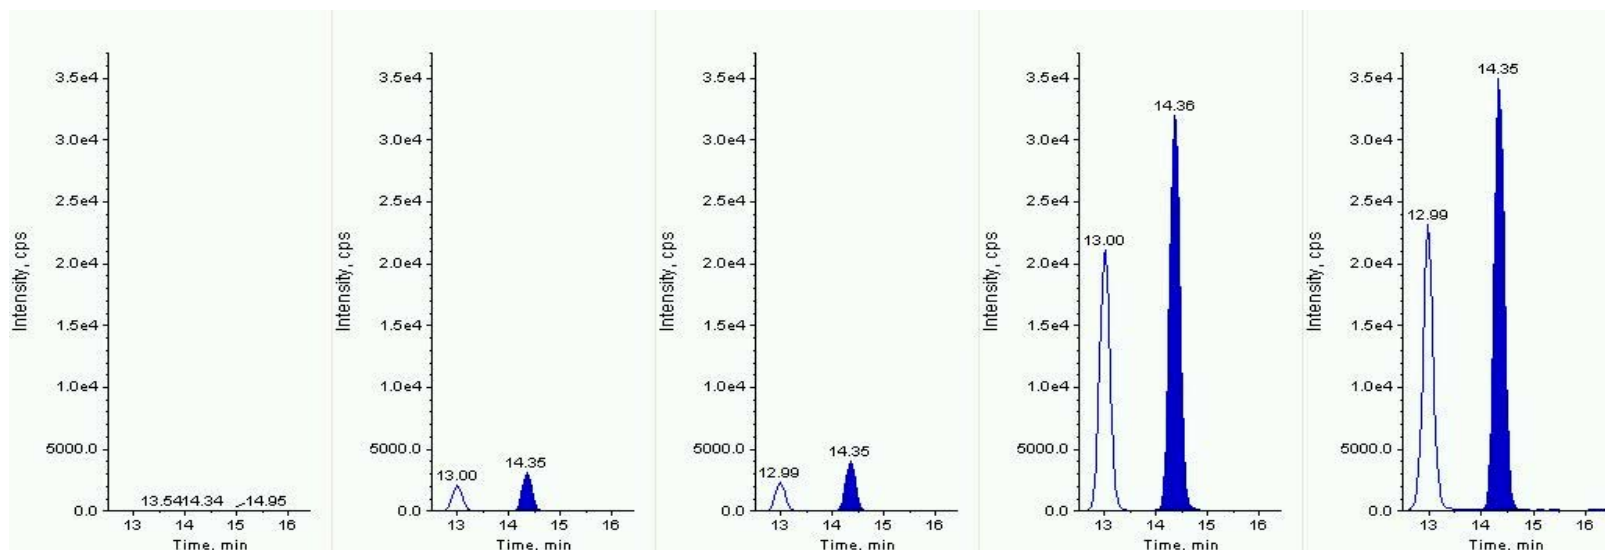 Intensity, cps
3.5e4
3.0e4
2.5e4
2.0e4
1.5e4
1.0e4
5000.0
0.0
13.54 14.34 14.95
13 14 15 16
Time, min
Intensity, cps
3.5e4
3.0e4
2.5e4
2.0e4
1.5e4
1.0e4
5000.0
0.0
13.00
14.35
13 14 15 16
Time, min
Intensity, cps
3.5e4
3.0e4
2.5e4
2.0e4
1.5e4
1.0e4
5000.0
0.0
12.99
14.35
13 14 15 16
Time, min
Intensity, cps
3.5e4
3.0e4
2.5e4
2.0e4
1.5e4
1.0e4
5000.0
0.0
13.00
14.36
13 14 15 16
Time, min
Intensity, cps
3.5e4
3.0e4
2.5e4
2.0e4
1.5e4
1.0e4
5000.0
0.0
12.99
14.35
13 14 15 16
Time, min